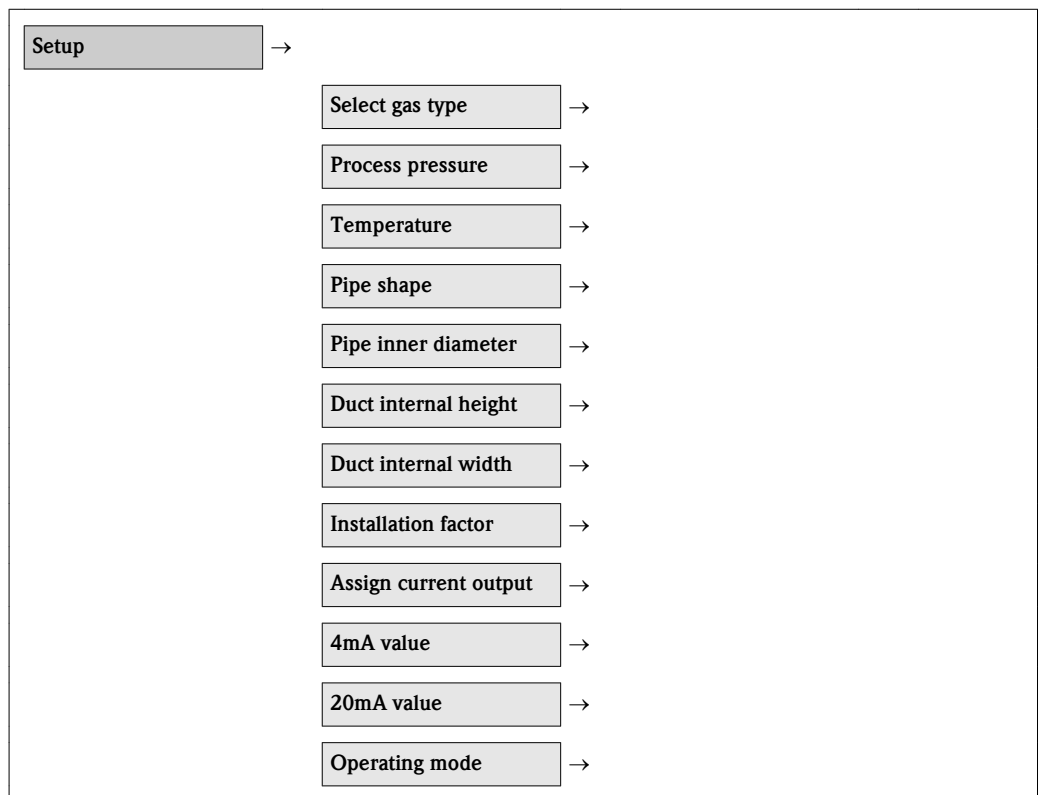 Setup →
Select gas type →
Process pressure →
Temperature →
Pipe shape →
Pipe inner diameter →
Duct internal height →
Duct internal width →
Installation factor →
Assign current output →
4mA value →
20mA value →
Operating mode →